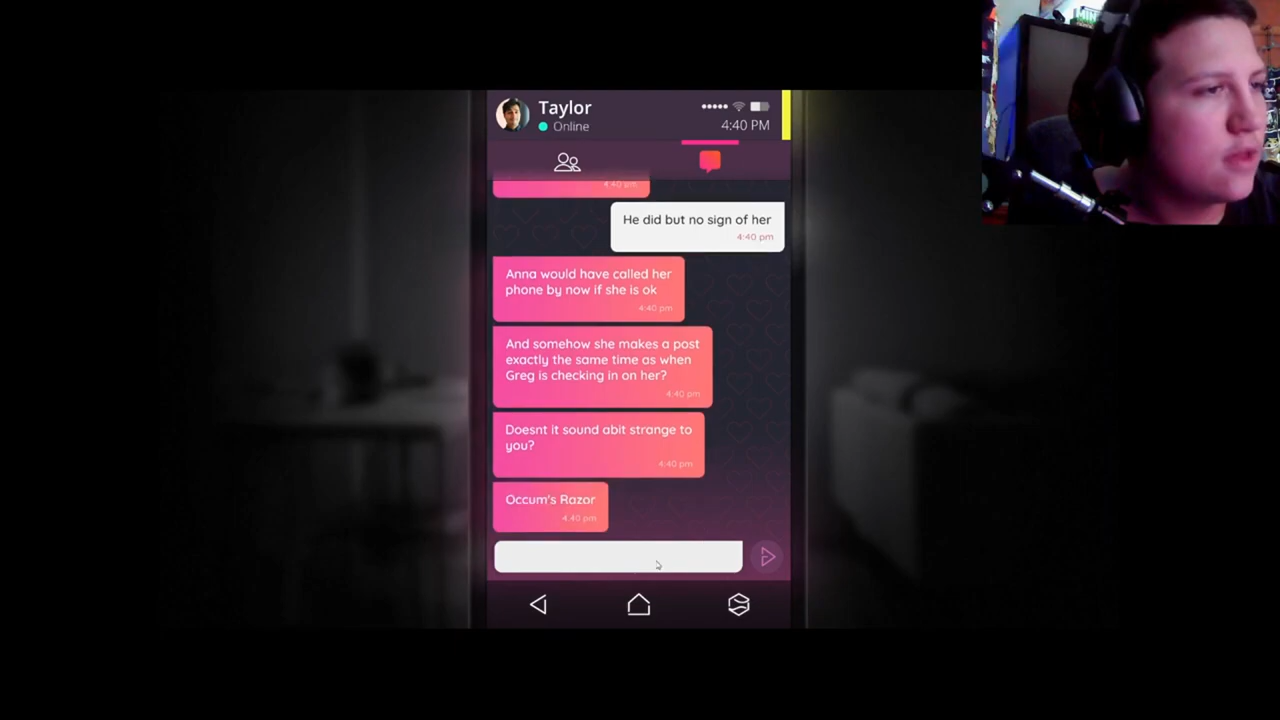 Taylor
Online
4:40 PM
4:40 pm
He did but no sign of her
4:40 pm
Anna would have called her
phone by now if she is ok
4:40 pm
And somehow she makes a post
exactly the same time as when
Greg is checking in on her?
4:40 pm
Doesnt it sound abit strange to
you?
4:40 pm
Occum's Razor
4:40 pm